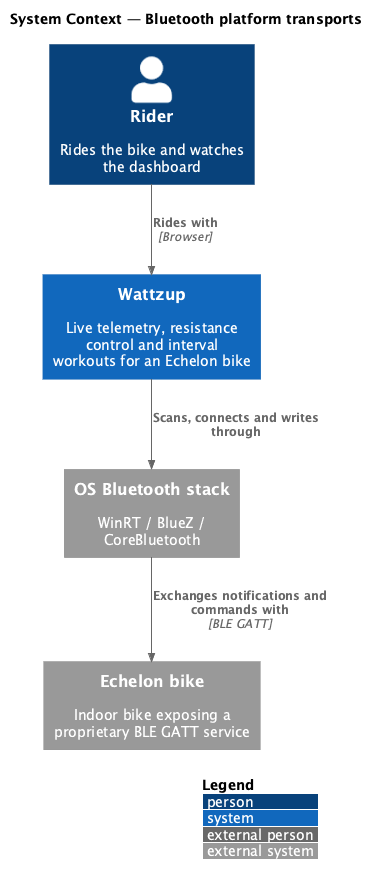 System Context — Bluetooth platform transports
Rider
Rides the bike and watches
the dashboard
Rides with
[Browser]
Wattzup
Live telemetry, resistance
control and interval
workouts for an Echelon bike
Scans, connects and writes
through
OS Bluetooth stack
WinRT / BlueZ /
CoreBluetooth
Exchanges notifications and
commands with
[BLE GATT]
Echelon bike
Indoor bike exposing a
proprietary BLE GATT service
Legend
person
system
external person
external system